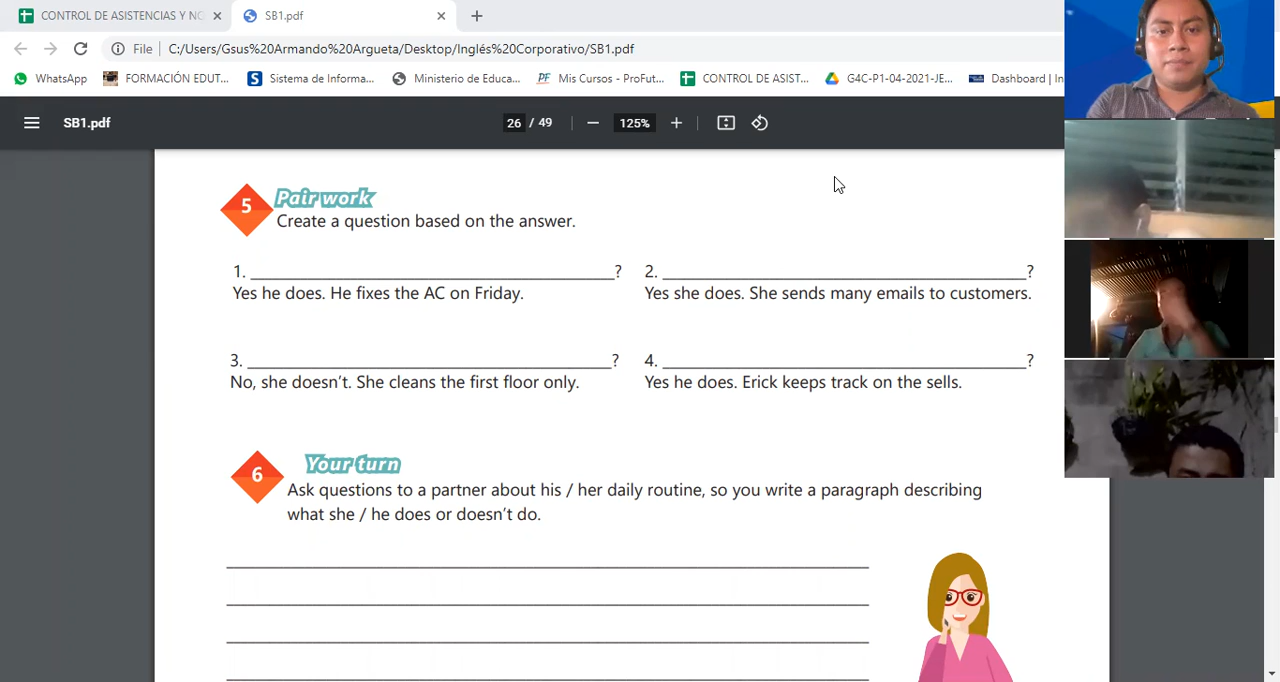 CONTROL DE ASISTENCIAS Y NO
SB1.pdf
File
C:/Users/Gsus%20Armando%20Argueta/Desktop/Inglés%20Corporativo/SB1.pdf
WhatsApp
FORMACIÓN EDUT...
Sistema de Informa...
Ministerio de Educa...
PF Mis Cursos - ProFut...
CONTROL DE ASIST...
G4C-P1-04-2021-JE...
Dashboard | In
SB1.pdf
26 / 49
125%
5 Pair work
Create a question based on the answer.
1. ?
Yes he does. He fixes the AC on Friday.
2. ?
Yes she does. She sends many emails to customers.
3. ?
No, she doesn't. She cleans the first floor only.
4. ?
Yes he does. Erick keeps track on the sells.
6 Your turn
Ask questions to a partner about his / her daily routine, so you write a paragraph describing
what she / he does or doesn't do.